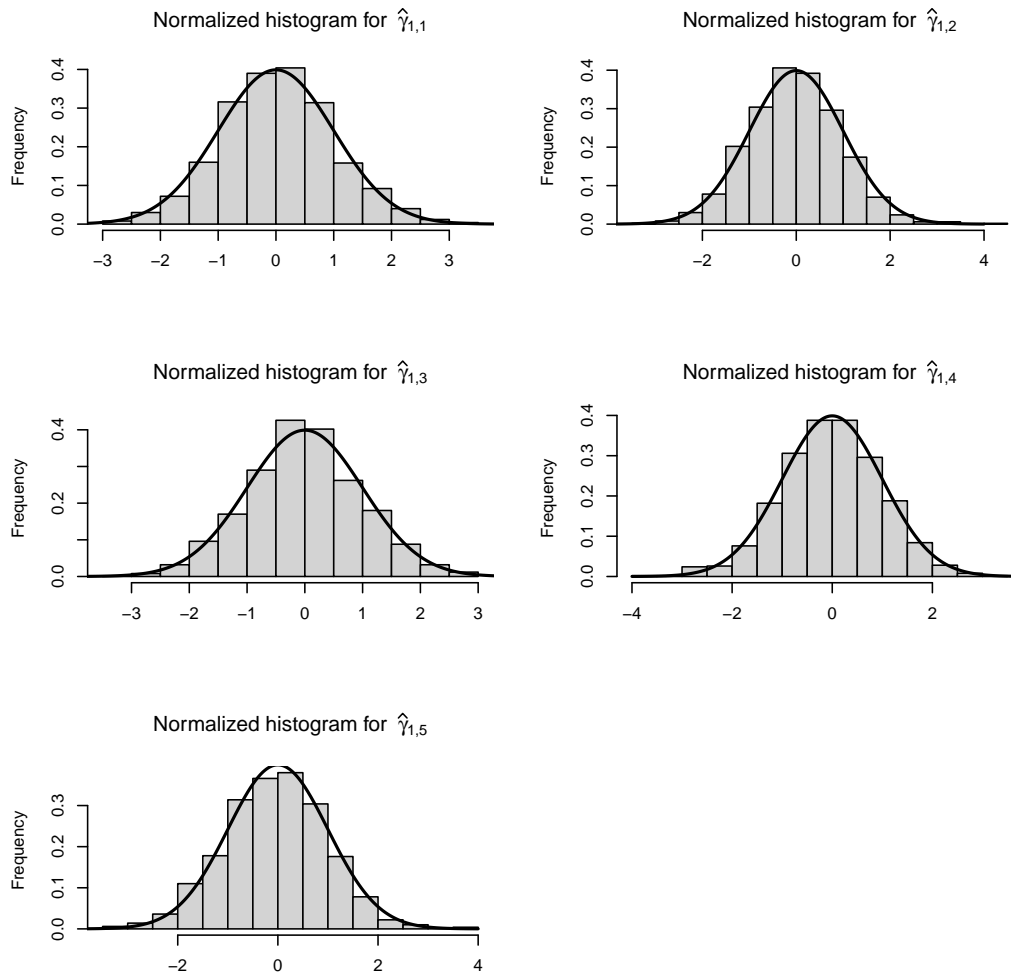 Normalized histogram for γ̂1,1
Frequency
0.0 0.1 0.2 0.3 0.4
−3 −2 −1 0 1 2 3
Normalized histogram for γ̂1,2
Frequency
0.0 0.1 0.2 0.3 0.4
−2 0 2 4
Normalized histogram for γ̂1,3
Frequency
0.0 0.2 0.4
−3 −2 −1 0 1 2 3
Normalized histogram for γ̂1,4
Frequency
0.0 0.1 0.2 0.3 0.4
−4 −2 0 2
Normalized histogram for γ̂1,5
Frequency
0.0 0.1 0.2 0.3
−2 0 2 4